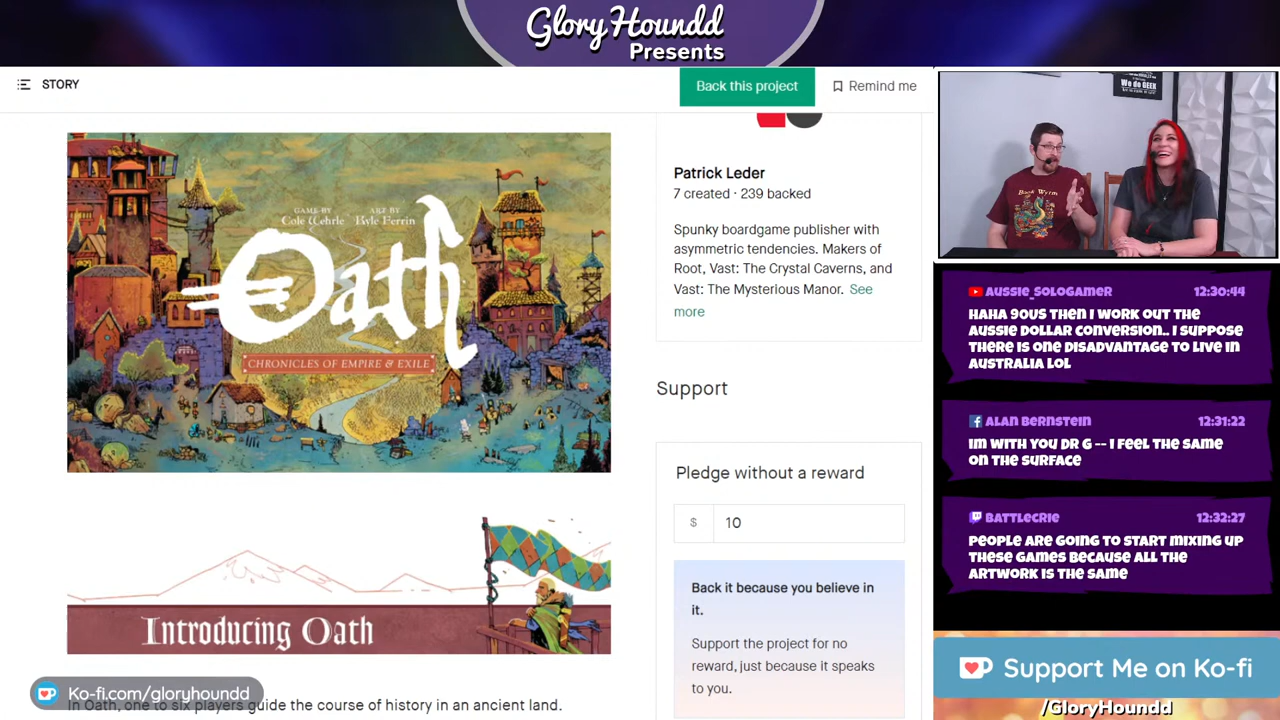 GloryHoundd
Presents
STORY
Back this project
Remind me
GAME BY
Cole Wehrle
ART BY
Kyle Ferrin
Oath
CHRONICLES OF EMPIRE & EXILE
Introducing Oath
In Oath, one to six players guide the course of history in an ancient land.
Ko-fi.com/gloryhoundd
Patrick Leder
7 created · 239 backed
Spunky boardgame publisher with
asymmetric tendencies. Makers of
Root, Vast: The Crystal Caverns, and
Vast: The Mysterious Manor. See
more
Support
Pledge without a reward
$ 10
Back it because you believe in
it.
Support the project for no
reward, just because it speaks
to you.
We do GEEK
Book Wyrm
Aussie_SoloGamer 12:30:44
HAHA 90US THEN I WORK OUT THE
AUSSIE DOLLAR CONVERSION.. I SUPPOSE
THERE IS ONE DISADVANTAGE TO LIVE IN
AUSTRALIA LOL
Alan Bernstein 12:31:22
IM WITH YOU DR G -- I FEEL THE SAME
ON THE SURFACE
BattleCrie 12:32:27
PEOPLE ARE GOING TO START MIXING UP
THESE GAMES BECAUSE ALL THE
ARTWORK IS THE SAME
Support Me on Ko-fi
/GloryHoundd